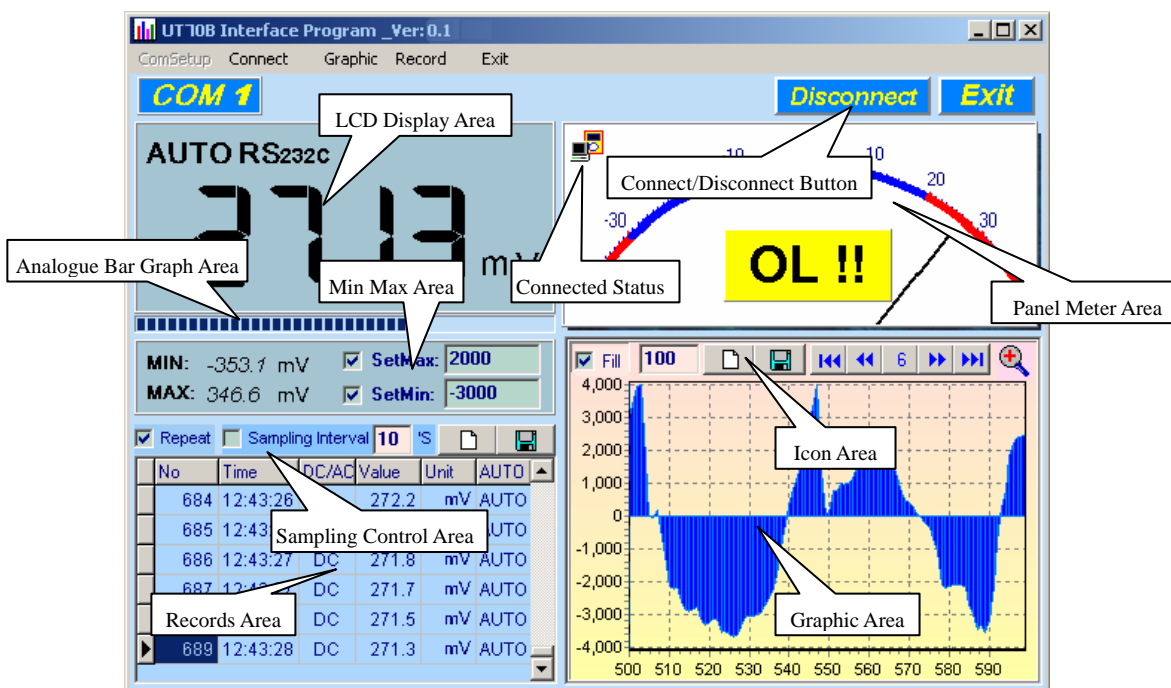 UT70B Interface Program _Ver: 0.1
ComSetup Connect Graphic Record Exit
COM 1
Disconnect
Exit
LCD Display Area
AUTO RS232C
mV
Analogue Bar Graph Area
Min Max Area
Connect/Disconnect Button
-10 10
20
-30
30
OL !!
Connected Status
Panel Meter Area
MIN: -353.1 mV
MAX: 346.6 mV
SetMax: 2000
SetMin: -3000
Repeat Sampling Interval 10 'S
No Time DC/AC Value Unit AUTO
684 12:43:26 272.2 mV AUTO
685 AUTO
686 12:43:27 DC 271.8 mV AUTO
687 DC 271.7 mV AUTO
DC 271.5 mV AUTO
689 12:43:28 DC 271.3 mV AUTO
Sampling Control Area
Records Area
Fill 100 6
Icon Area
Graphic Area
4,000
3,000
2,000
1,000
0
-1,000
-2,000
-3,000
-4,000
500 510 520 530 540 550 560 570 580 590